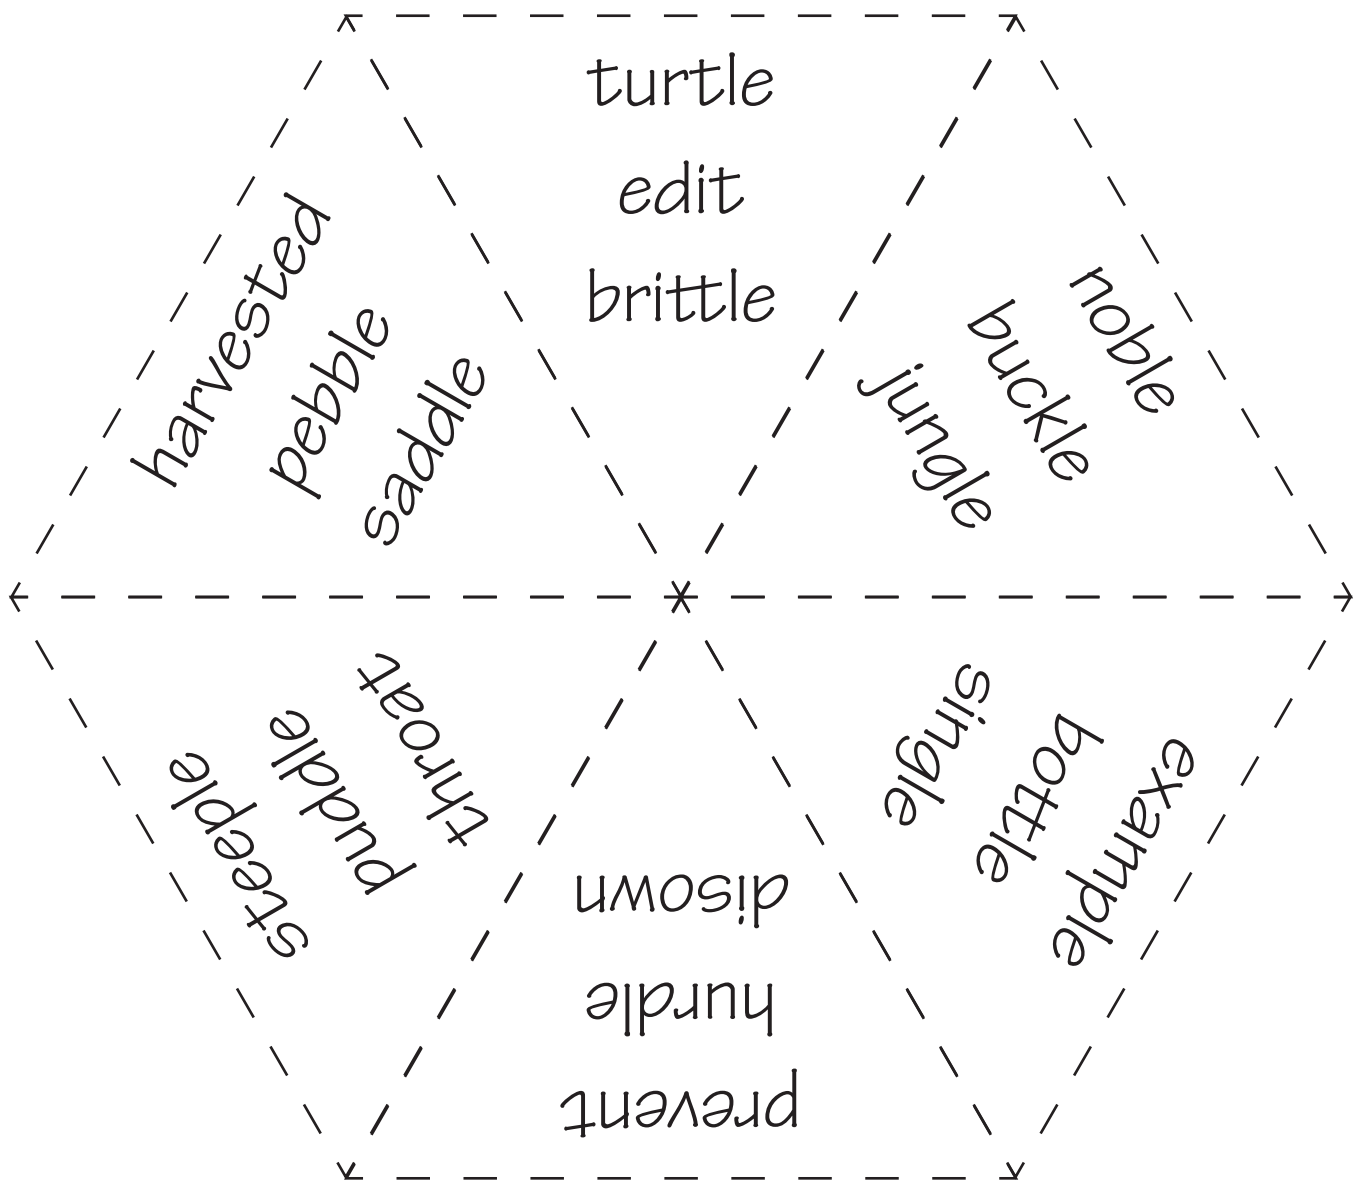 turtle
edit
brittle
noble
buckle
jungle
example
bottle
single
prevent
hurdle
disown
steeple
puddle
throat
harvested
pebble
saddle